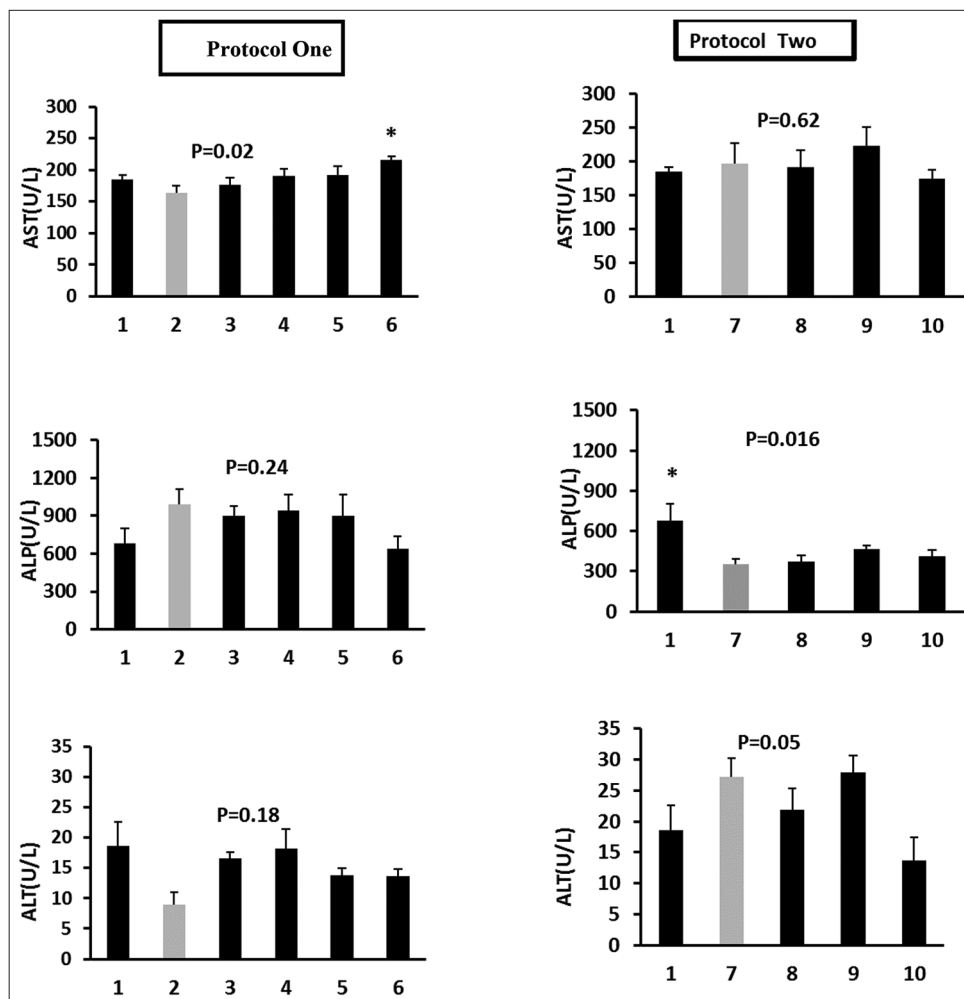 Protocol One
Protocol Two
AST(U/L)
300
250
200
150
100
50
0
P=0.02
*
1 2 3 4 5 6
AST(U/L)
300
250
200
150
100
50
0
P=0.62
1 7 8 9 10
ALP(U/L)
1500
1200
900
600
300
0
P=0.24
1 2 3 4 5 6
ALP(U/L)
1500
1200
900
600
300
0
P=0.016
*
1 7 8 9 10
ALT(U/L)
35
30
25
20
15
10
5
0
P=0.18
1 2 3 4 5 6
ALT(U/L)
35
30
25
20
15
10
5
0
P=0.05
1 7 8 9 10